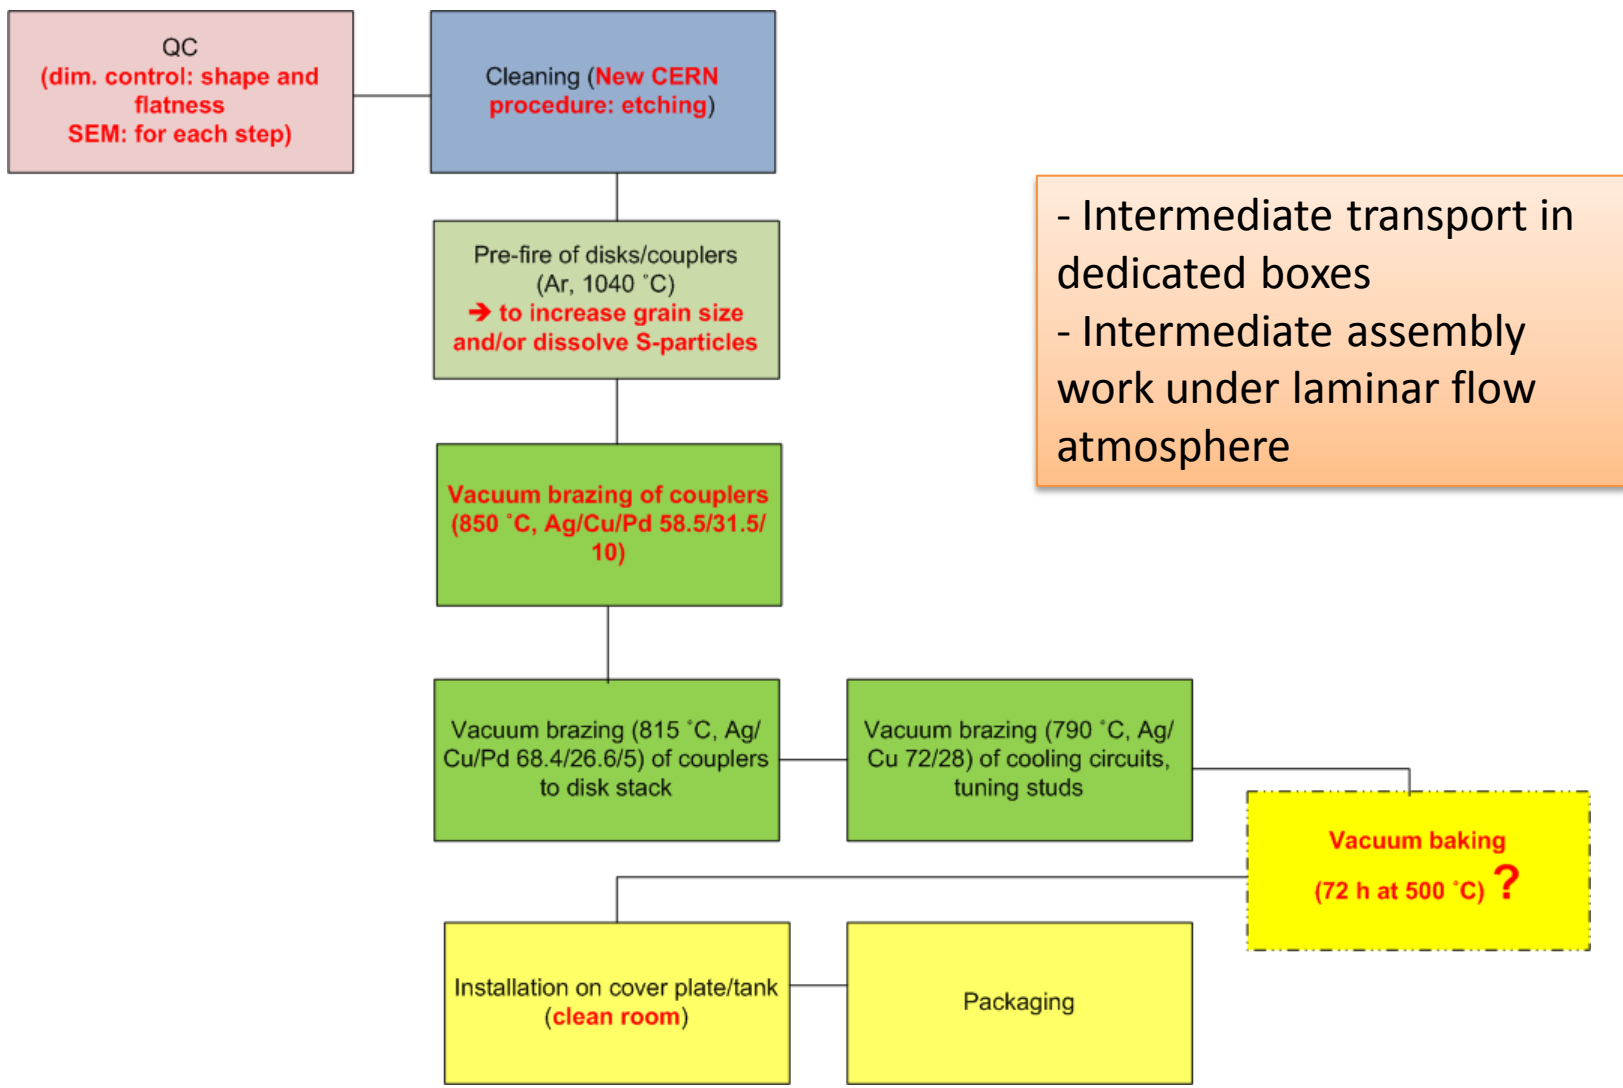 QC
(dim. control: shape and
flatness
SEM: for each step)
Cleaning (New CERN
procedure: etching)
Pre-fire of disks/couplers
(Ar, 1040 ˚C)
➔ to increase grain size
and/or dissolve S-particles
- Intermediate transport in
dedicated boxes
- Intermediate assembly
work under laminar flow
atmosphere
Vacuum brazing of couplers
(850 ˚C, Ag/Cu/Pd 58.5/31.5/
10)
Vacuum brazing (815 ˚C, Ag/
Cu/Pd 68.4/26.6/5) of couplers
to disk stack
Vacuum brazing (790 ˚C, Ag/
Cu 72/28) of cooling circuits,
tuning studs
Vacuum baking
(72 h at 500 ˚C) ?
Installation on cover plate/tank
(clean room)
Packaging